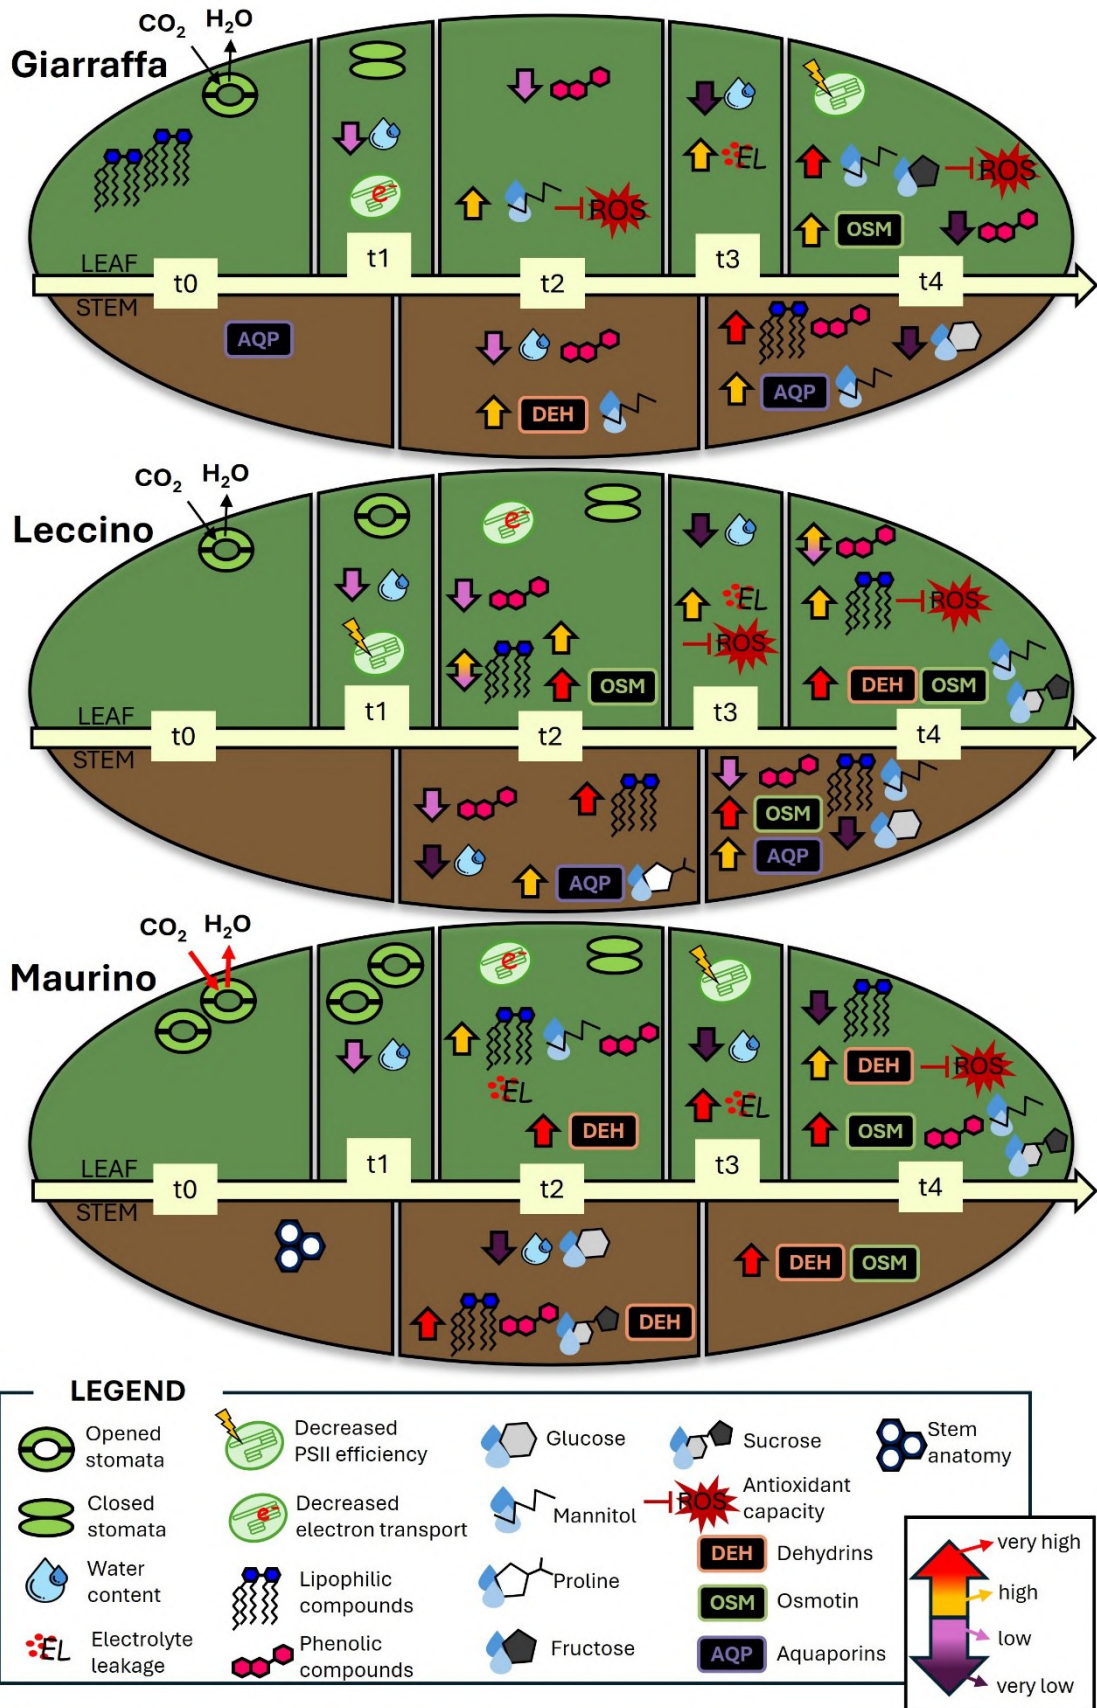 CO₂
H₂O
Giarraffa
EL
ROS
ROS
OSM
LEAF
t0
t1
t2
t3
t4
STEM
AQP
DEH
AQP
CO₂
H₂O
Leccino
e-
EL
ROS
ROS
OSM
DEH
OSM
LEAF
t0
t1
t2
t3
t4
STEM
OSM
AQP
AQP
CO₂
H₂O
Maurino
e-
EL
EL
DEH
ROS
DEH
OSM
LEAF
t0
t1
t2
t3
t4
STEM
DEH
OSM
DEH
LEGEND
Opened
stomata
Decreased
PSII efficiency
Glucose
Sucrose
Stem
anatomy
Closed
stomata
e-
Decreased
electron transport
Mannitol
ROS
Antioxidant
capacity
Water
content
Lipophilic
compounds
Proline
DEH
Dehydrins
OSM
Osmotin
EL
Electrolyte
leakage
Phenolic
compounds
Fructose
AQP
Aquaporins
very high
high
low
very low